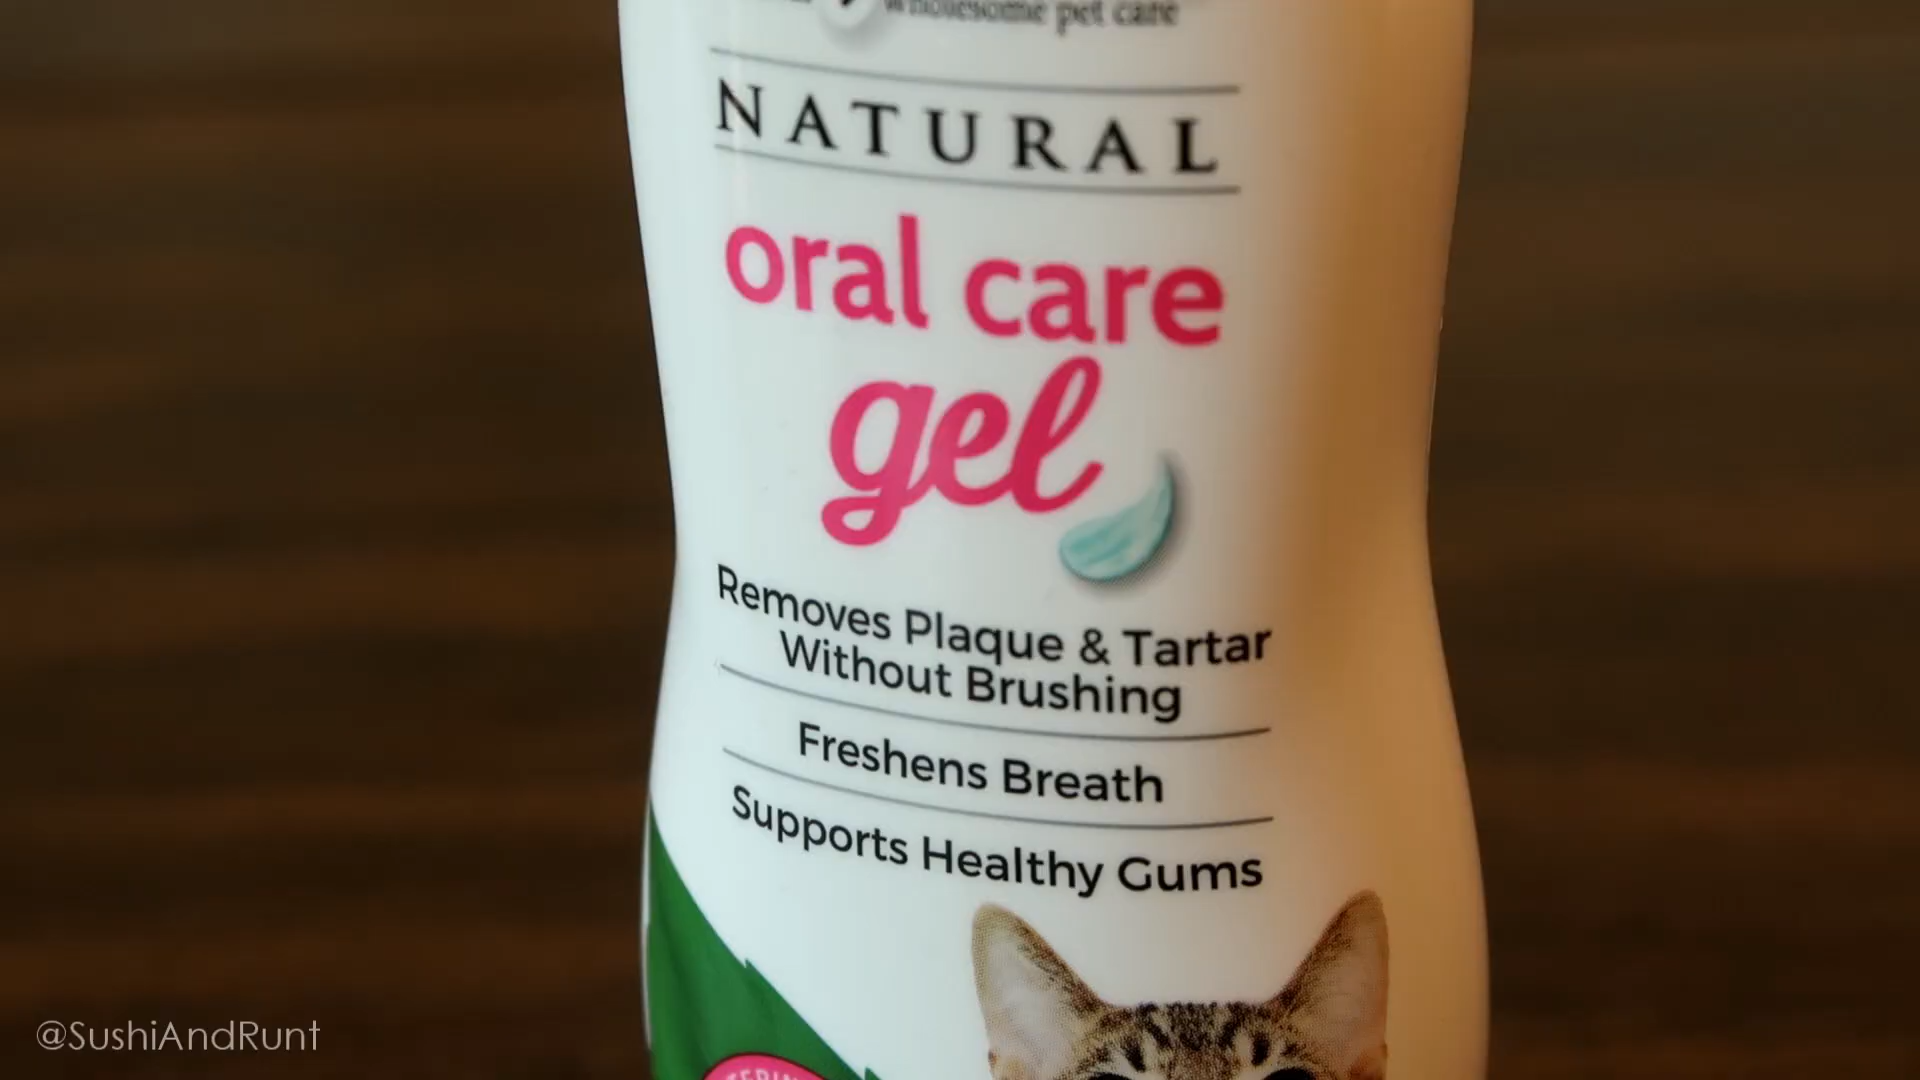 wholesome pet care
NATURAL
oral care
gel
Removes Plaque & Tartar
Without Brushing
Freshens Breath
Supports Healthy Gums
@SushiAndRunt